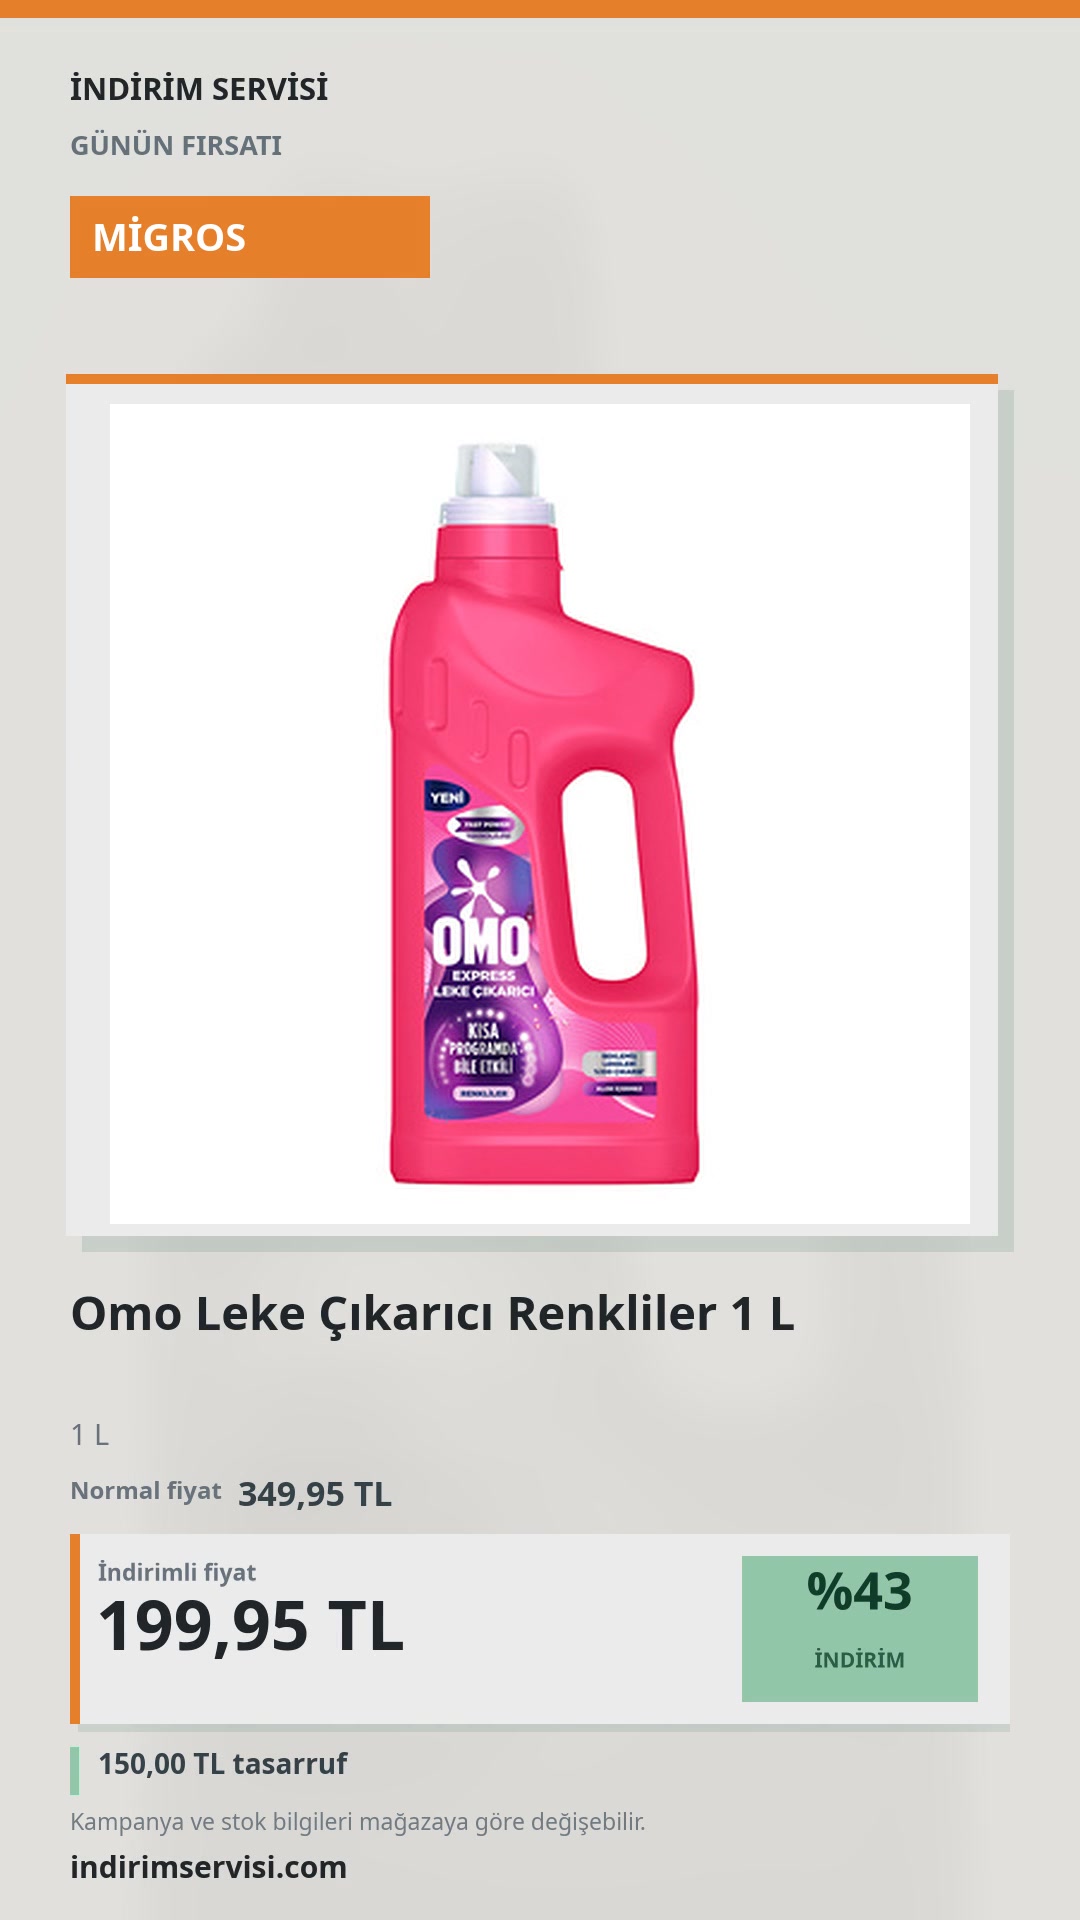 İNDİRİM SERVİSİ
GÜNÜN FIRSATI
MİGROS
YENİ
OMO
EXPRESS
LEKE ÇIKARICI
KISA
PROGRAMDA
BİLE ETKİLİ
RENKLİLER
Omo Leke Çıkarıcı Renkliler 1 L
1 L
Normal fiyat 349,95 TL
İndirimli fiyat
199,95 TL
%43
İNDİRİM
150,00 TL tasarruf
Kampanya ve stok bilgileri mağazaya göre değişebilir.
indirimservisi.com